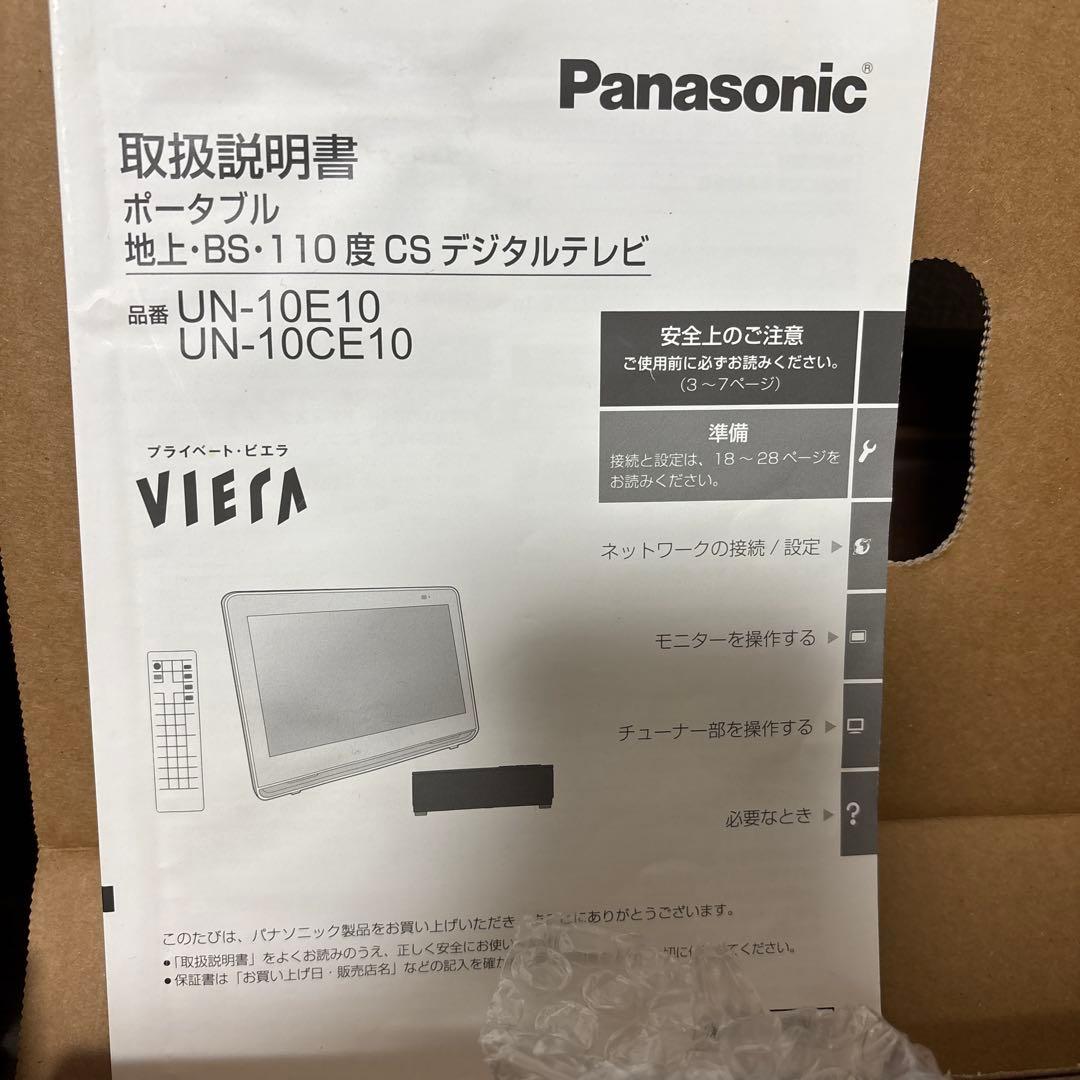 Panasonic®
取扱説明書
ポータブル
地上・BS・110度CSデジタルテレビ
品番 UN-10E10
UN-10CE10
安全上のご注意
ご使用前に必ずお読みください。
(3~7ページ)
準備
接続と設定は、18~28ページを
お読みください。
プライベート・ビエラ
VIErA
ネットワークの接続/設定
モニターを操作する
チューナー部を操作する
必要なとき
?
このたびは、パナソニック製品をお買い上げいただき にありがとうございます。
●「取扱説明書」をよくお読みのうえ、正しく安全にお使い てください。
●保証書は「お買い上げ日・販売店名」などの記入を確か